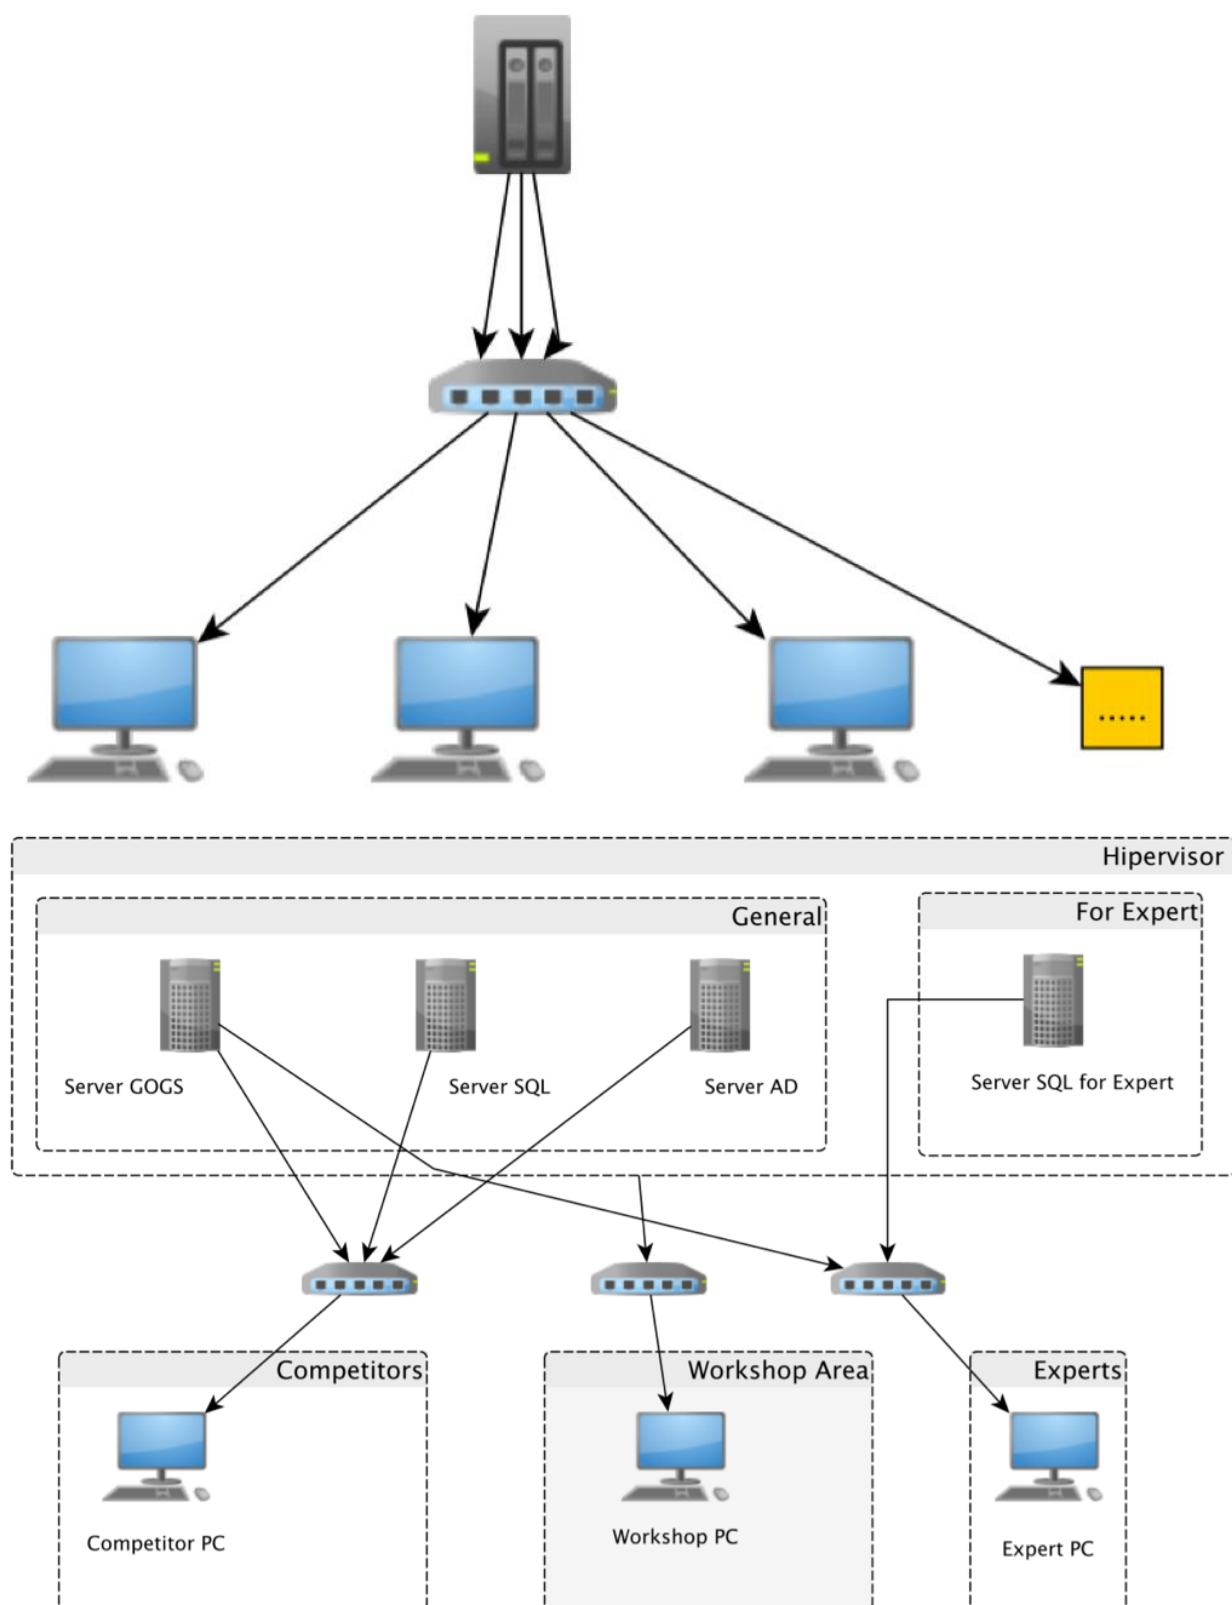 .....
Hipervisor
General
For Expert
Server GOGS
Server SQL
Server AD
Server SQL for Expert
Competitors
Workshop Area
Experts
Competitor PC
Workshop PC
Expert PC